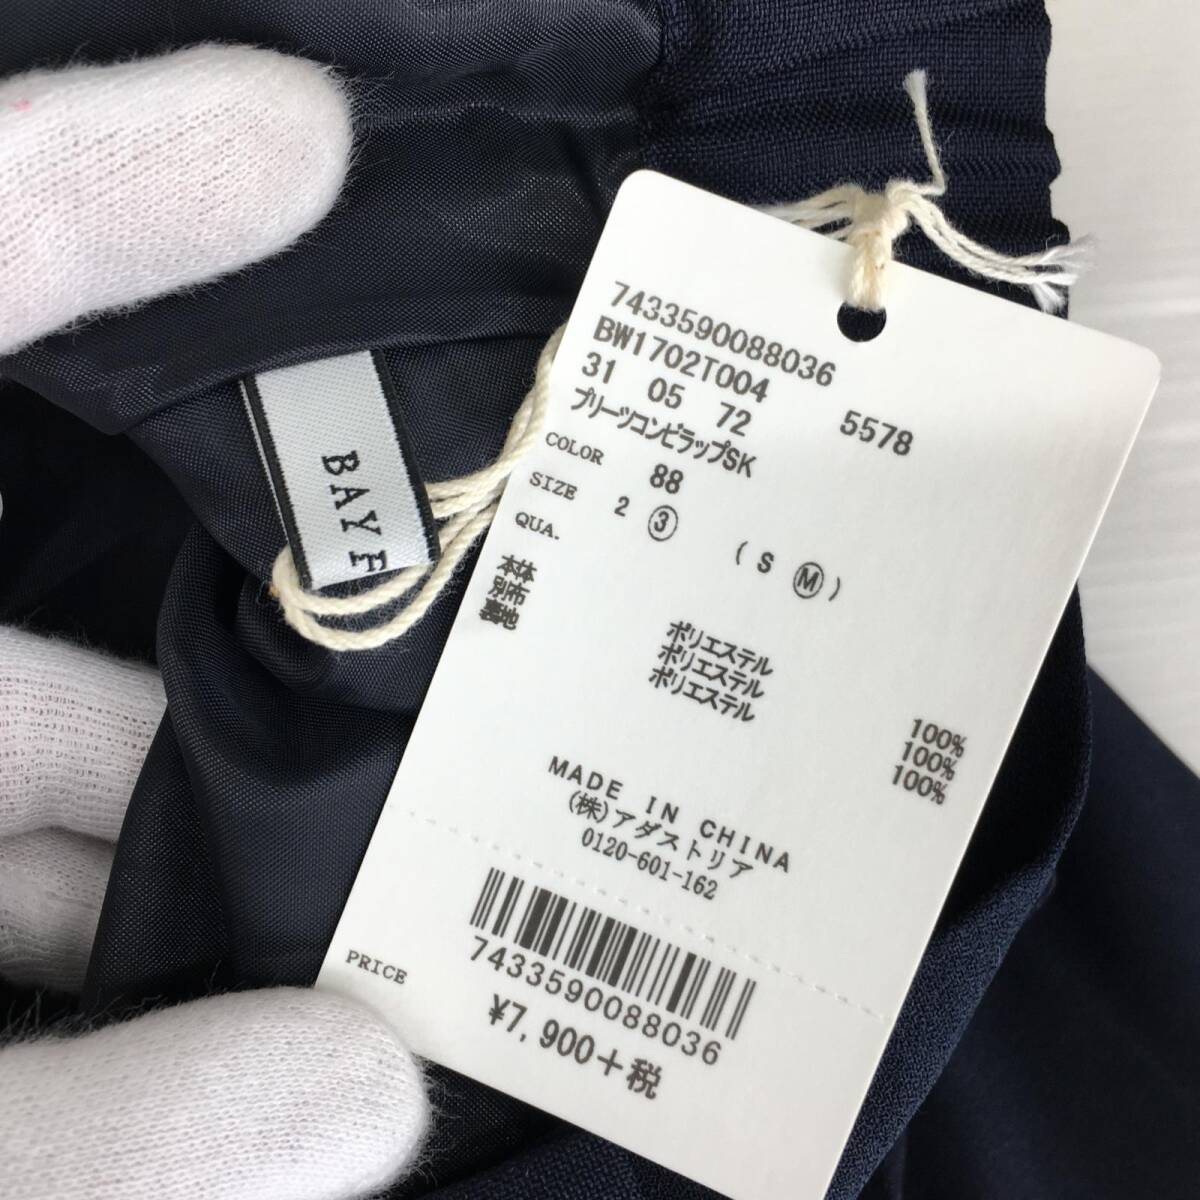 BAYF
7433590088036
BW1702T004
31 05 72 5578
プリーツコンビラップSK
COLOR 88
SIZE 2 ③ ( S Ⓜ )
QUA.
本体 ポリエステル 100%
別布 ポリエステル 100%
裏地 ポリエステル 100%
MADE IN CHINA
(株)アダストリア
0120-601-162
7433590088036
PRICE ¥7,900+税